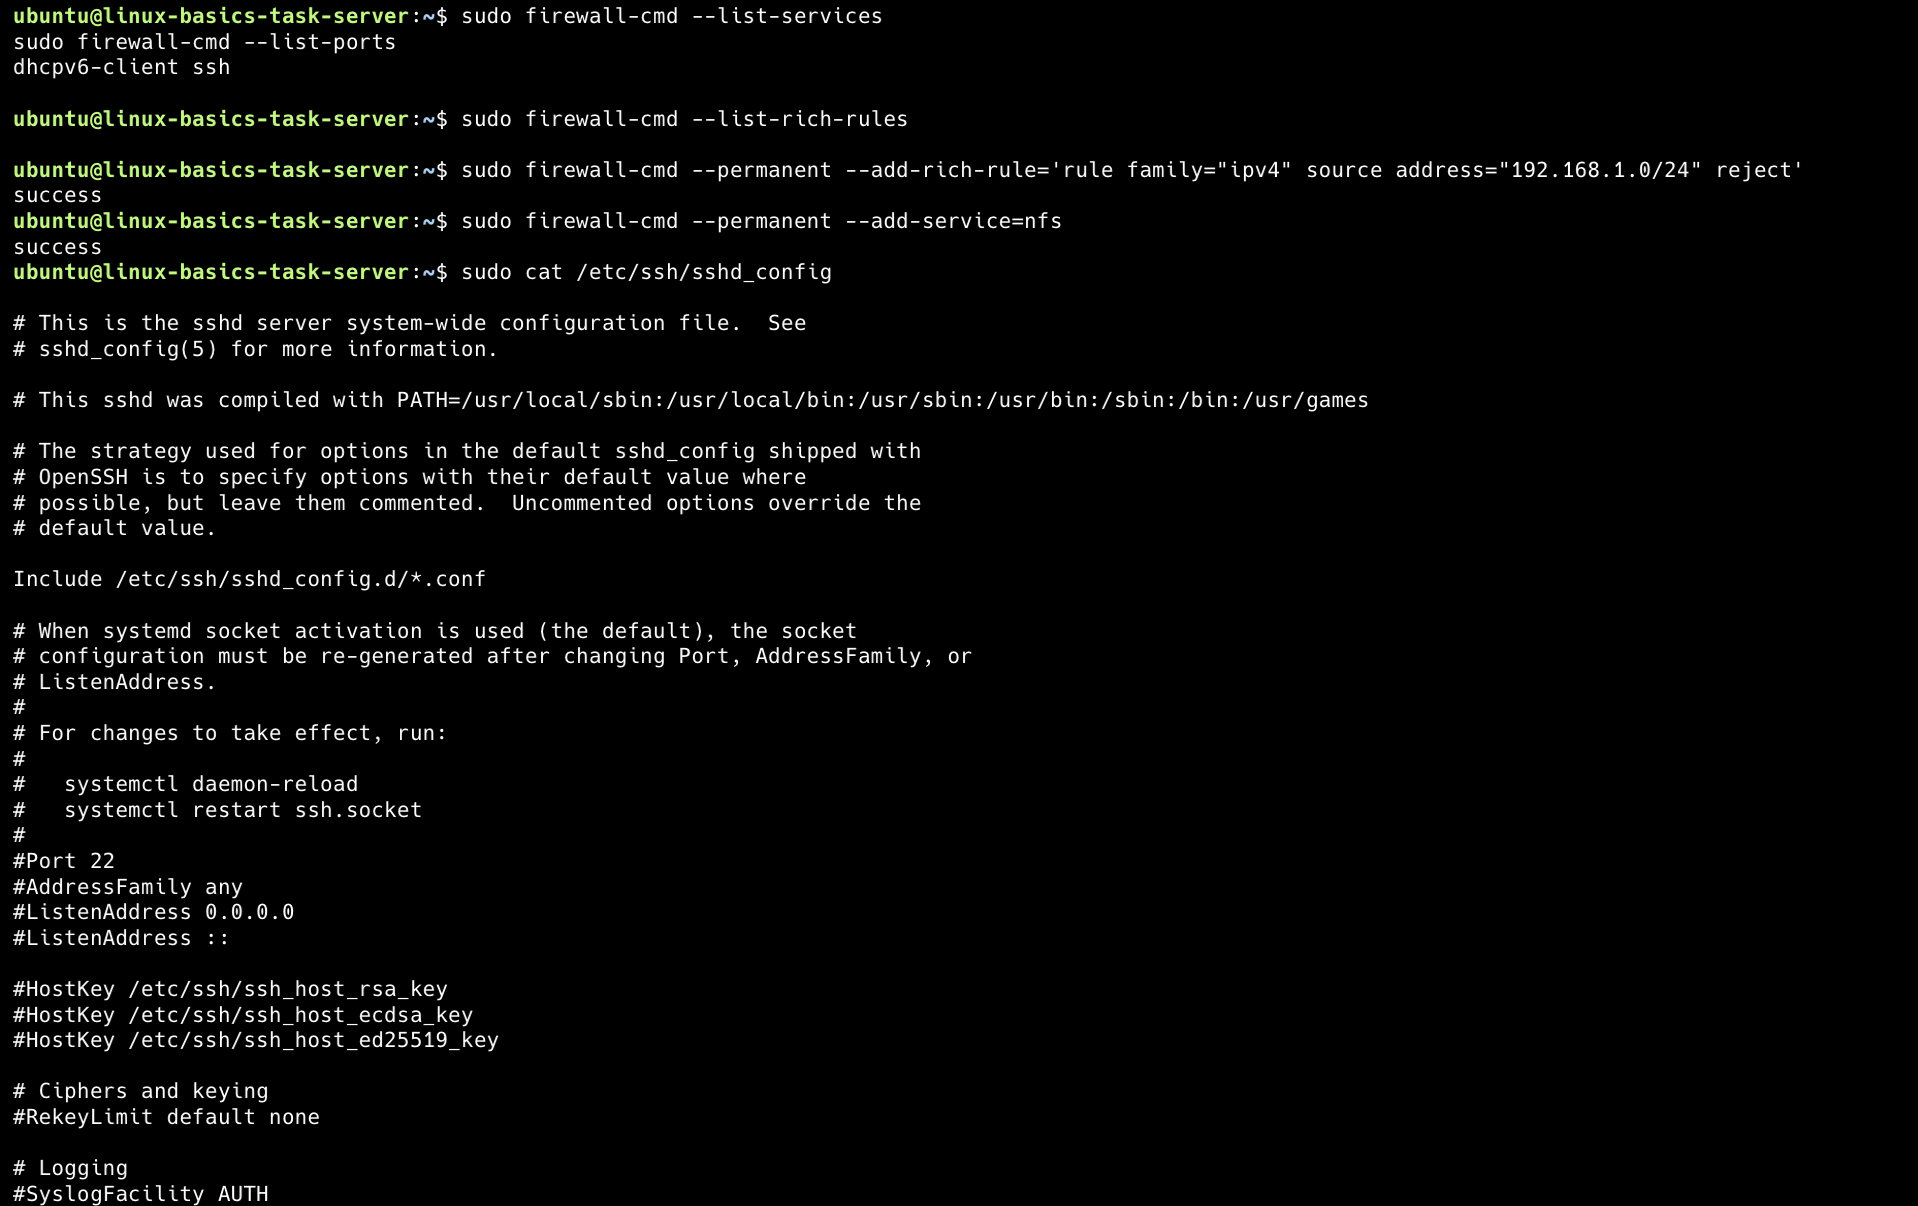 ubuntu@linux-basics-task-server:~$ sudo firewall-cmd --list-services
sudo firewall-cmd --list-ports
dhcpv6-client ssh
ubuntu@linux-basics-task-server:~$ sudo firewall-cmd --list-rich-rules
ubuntu@linux-basics-task-server:~$ sudo firewall-cmd --permanent --add-rich-rule='rule family="ipv4" source address="192.168.1.0/24" reject'
success
ubuntu@linux-basics-task-server:~$ sudo firewall-cmd --permanent --add-service=nfs
success
ubuntu@linux-basics-task-server:~$ sudo cat /etc/ssh/sshd_config
# This is the sshd server system-wide configuration file.  See
# sshd_config(5) for more information.
# This sshd was compiled with PATH=/usr/local/sbin:/usr/local/bin:/usr/sbin:/usr/bin:/sbin:/bin:/usr/games
# The strategy used for options in the default sshd_config shipped with
# OpenSSH is to specify options with their default value where
# possible, but leave them commented.  Uncommented options override the
# default value.
Include /etc/ssh/sshd_config.d/*.conf
# When systemd socket activation is used (the default), the socket
# configuration must be re-generated after changing Port, AddressFamily, or
# ListenAddress.
#
# For changes to take effect, run:
#
#   systemctl daemon-reload
#   systemctl restart ssh.socket
#
#Port 22
#AddressFamily any
#ListenAddress 0.0.0.0
#ListenAddress ::
#HostKey /etc/ssh/ssh_host_rsa_key
#HostKey /etc/ssh/ssh_host_ecdsa_key
#HostKey /etc/ssh/ssh_host_ed25519_key
# Ciphers and keying
#RekeyLimit default none
# Logging
#SyslogFacility AUTH